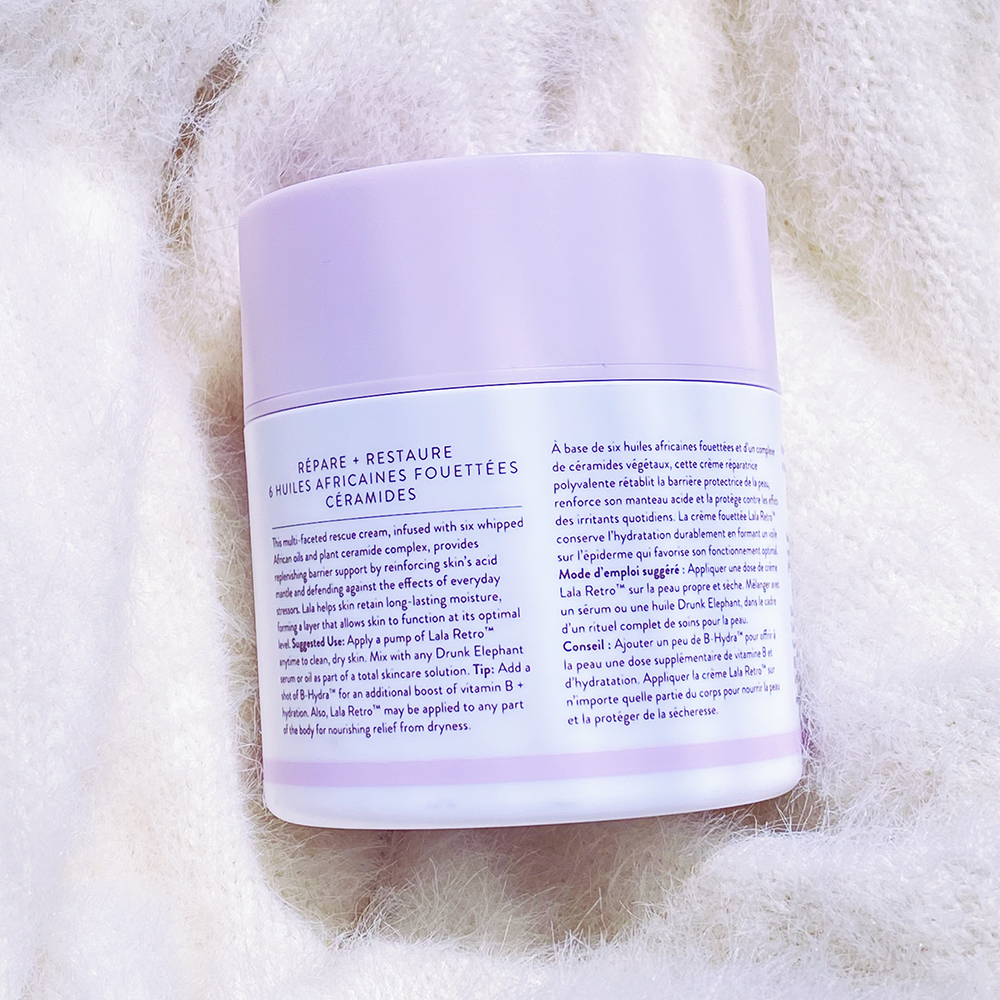 RÉPARE + RESTAURE
6 HUILES AFRICAINES FOUETTÉES
CÉRAMIDES
This multi-faceted rescue cream, infused with six whipped
African oils and plant ceramide complex, provides
replenishing barrier support by reinforcing skin's acid
mantle and defending against the effects of everyday
stressors. Lala helps skin retain long-lasting moisture,
forming a layer that allows skin to function at its optimal
level. Suggested Use: Apply a pump of Lala Retro™
anytime to clean, dry skin. Mix with any Drunk Elephant
serum or oil as part of a total skincare solution. Tip: Add a
shot of B-Hydra™ for an additional boost of vitamin B +
hydration. Also, Lala Retro™ may be applied to any part
of the body for nourishing relief from dryness.
À base de six huiles africaines fouettées et d'un complexe
de céramides végétaux, cette crème réparatrice
polyvalente rétablit la barrière protectrice de la peau,
renforce son manteau acide et la protège contre les effets
des irritants quotidiens. La crème fouettée Lala Retro™
conserve l'hydratation durablement en formant un voile
sur l'épiderme qui favorise son fonctionnement optimal.
Mode d'emploi suggéré : Appliquer une dose de crème
Lala Retro™ sur la peau propre et sèche. Mélanger avec
un sérum ou une huile Drunk Elephant, dans le cadre
d'un rituel complet de soins pour la peau.
Conseil : Ajouter un peu de B-Hydra™ pour offrir à
la peau une dose supplémentaire de vitamine B et
d'hydratation. Appliquer la crème Lala Retro™ sur
n'importe quelle partie du corps pour nourrir la peau
et la protéger de la sécheresse.